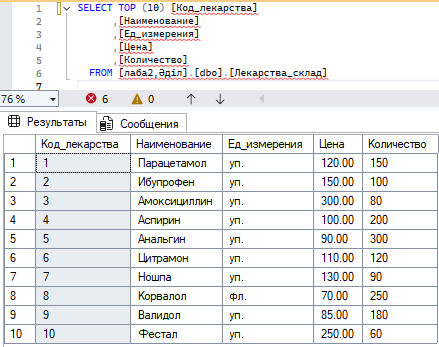 1 SELECT TOP (10) [Код_лекарства]
2 ,[Наименование]
3 ,[Ед_измерения]
4 ,[Цена]
5 ,[Количество]
6 FROM [лаба2,Әділ].[dbo].[Лекарства_склад]
7
76 % 6 0
Результаты Сообщения
Код_лекарства Наименование Ед_измерения Цена Количество
1 1 Парацетамол уп. 120.00 150
2 2 Ибупрофен уп. 150.00 100
3 3 Амоксициллин уп. 300.00 80
4 4 Аспирин уп. 100.00 200
5 5 Анальгин уп. 90.00 300
6 6 Цитрамон уп. 110.00 120
7 7 Ношпа уп. 130.00 90
8 8 Корвалол фл. 70.00 250
9 9 Валидол уп. 85.00 180
10 10 Фестал уп. 250.00 60